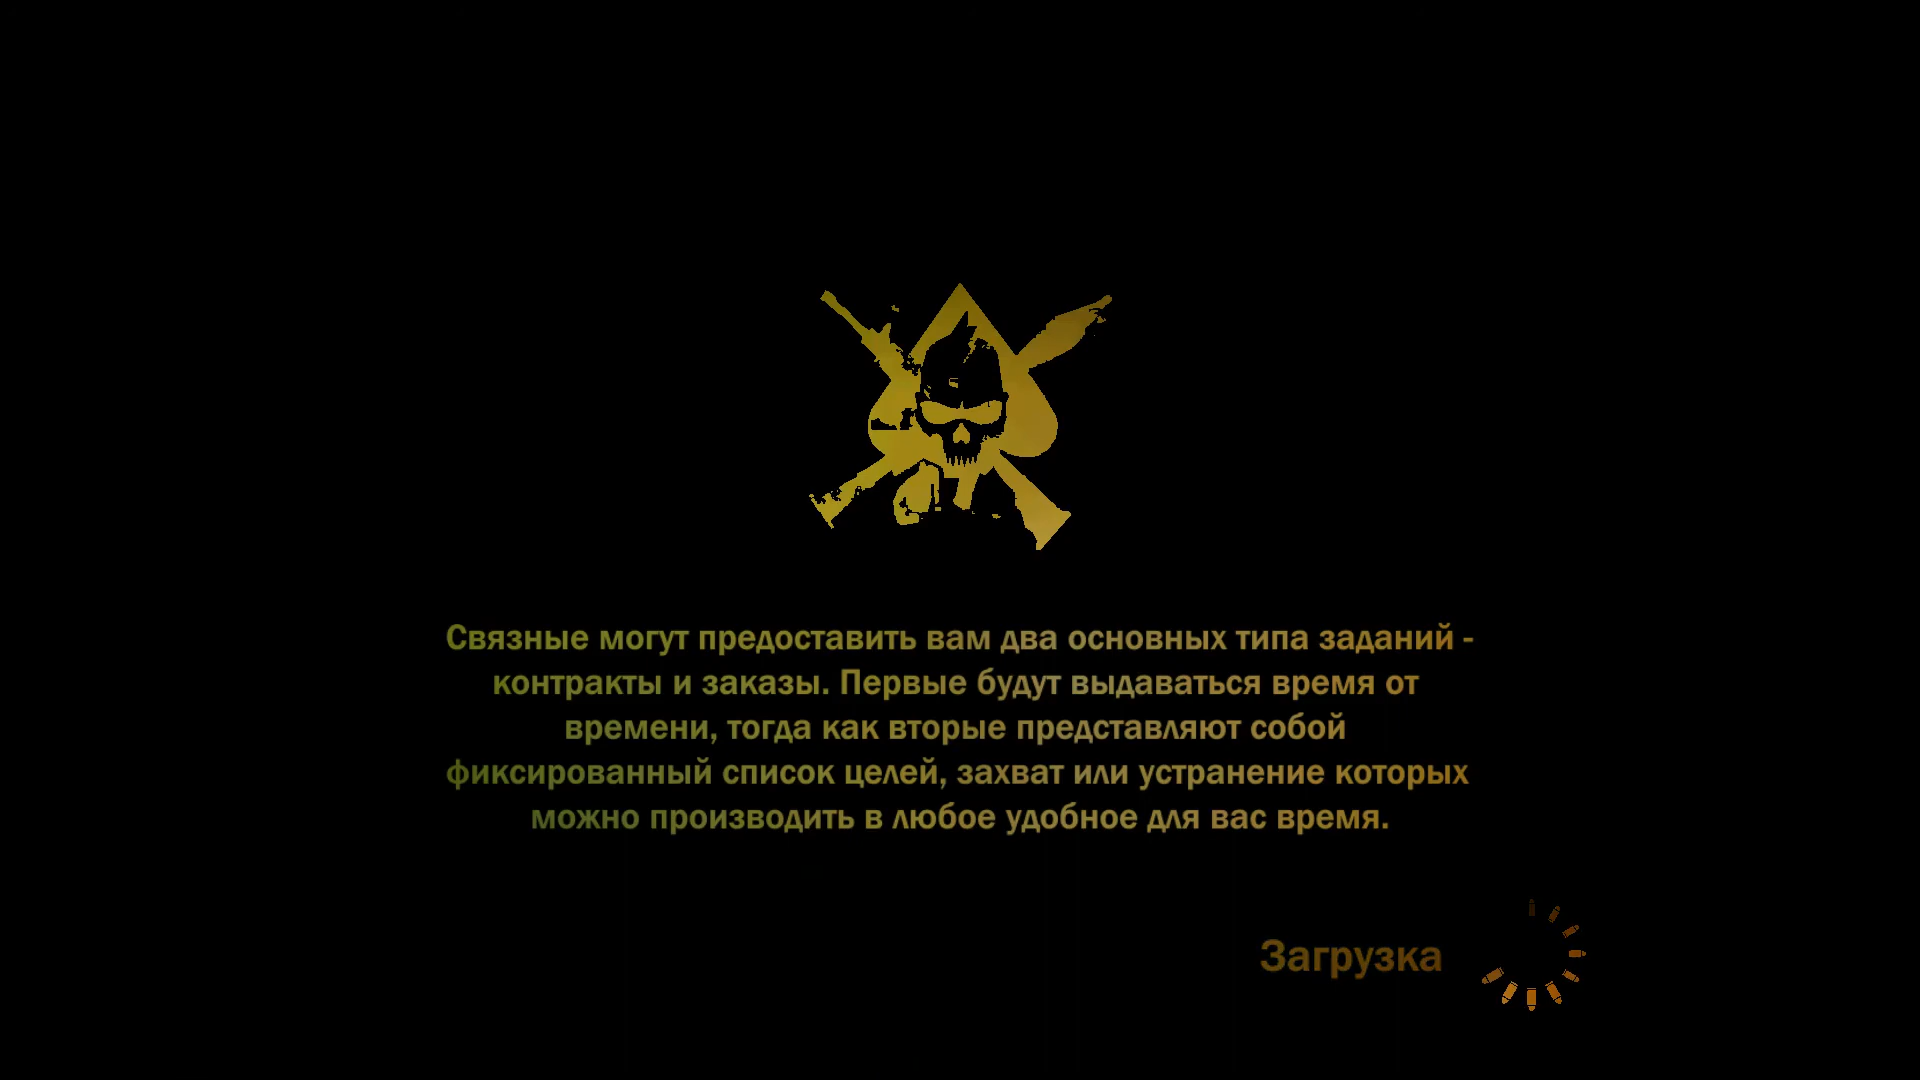 Связные могут предоставить вам два основных типа заданий -
контракты и заказы. Первые будут выдаваться время от
времени, тогда как вторые представляют собой
фиксированный список целей, захват или устранение которых
можно производить в любое удобное для вас время.
Загрузка